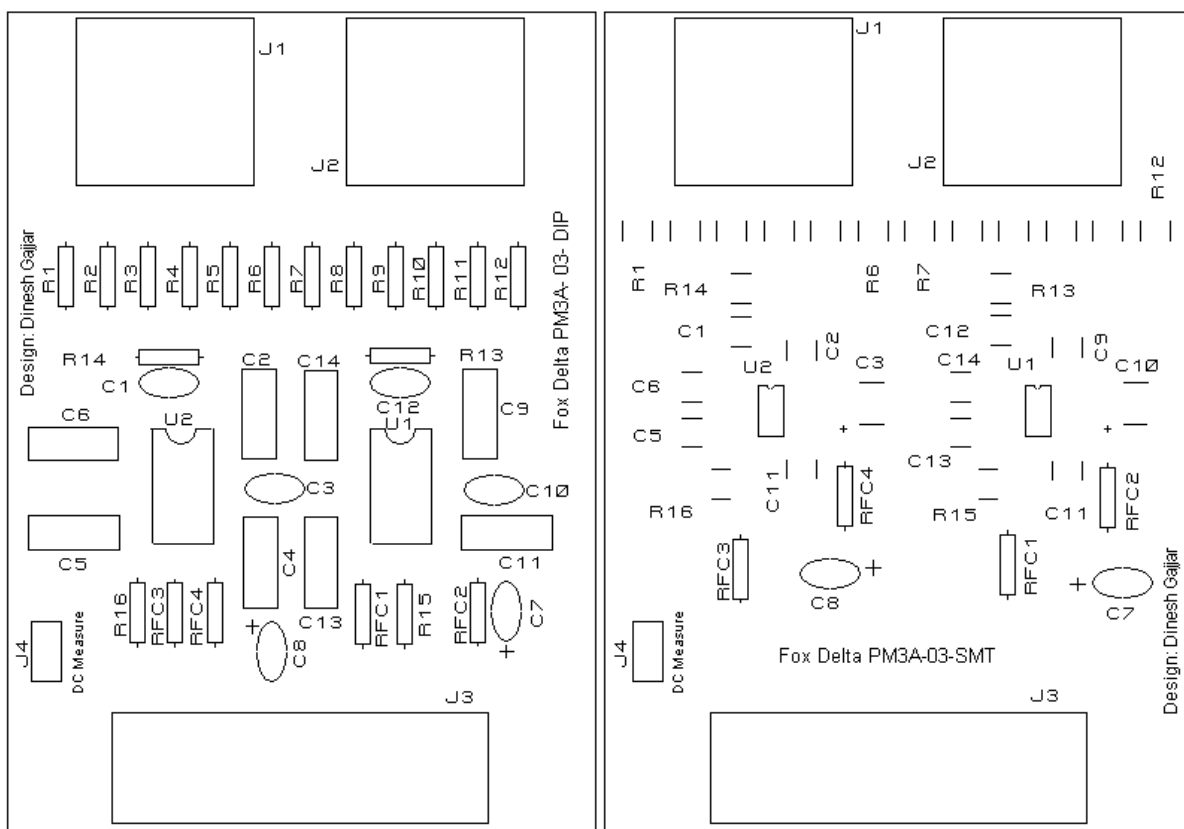 J1
J2
R1
R2
R3
R4
R5
R6
R7
R8
R9
R10
R11
R12
Design: Dinesh Gajjar
Fox Delta PM3A- 03- DIP
R14
C1
C2
C14
R13
C12
C9
C6
U2
U1
C3
C10
C5
C4
C13
C11
R16
RFC3
RFC4
RFC1
R15
RFC2
C7
+
+
C8
J4
DC Measure
J3
J1
J2
R12
R1
R14
R6
R7
R13
C1
C2
C12
C9
U2
C3
C14
U1
C10
C6
C5
+
+
C13
R16
C11
RFC4
R15
C11
RFC2
RFC3
C8
+
RFC1
+
C7
J4
DC Measure
Fox Delta PM3A-03-SMT
Design: Dinesh Gajjar
J3